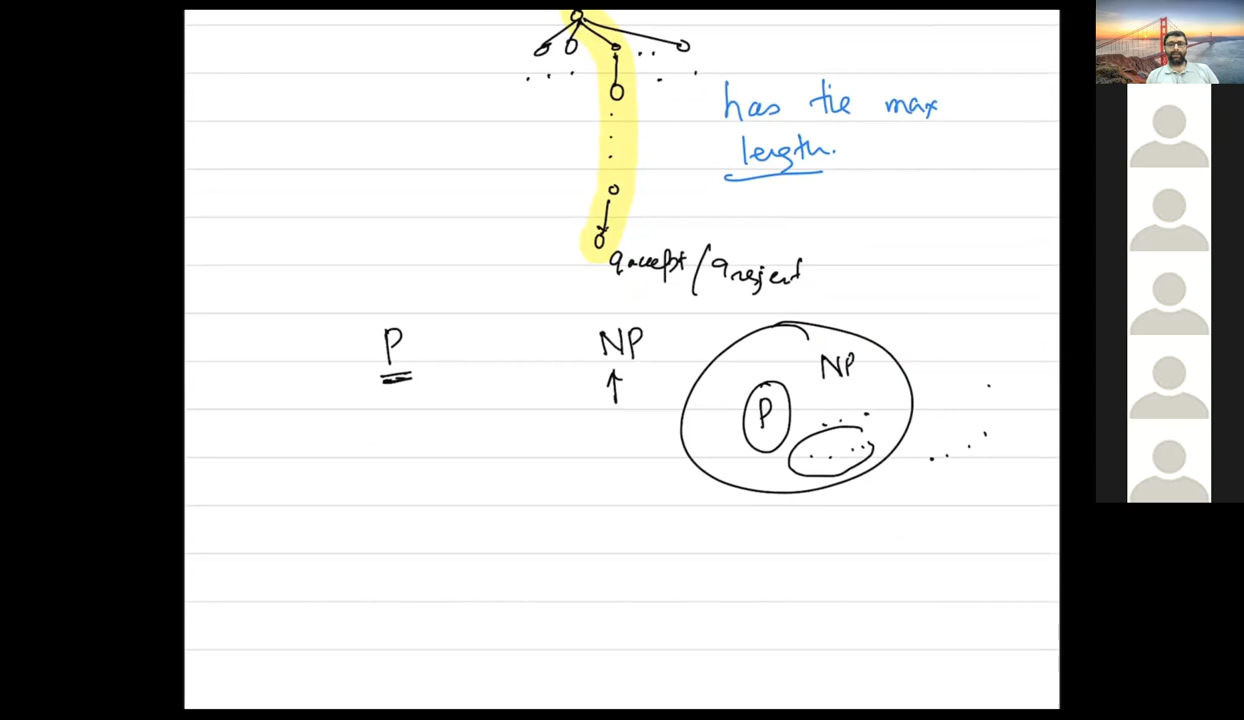 has the max
length.
qaccept/qreject
P
NP
NP
P